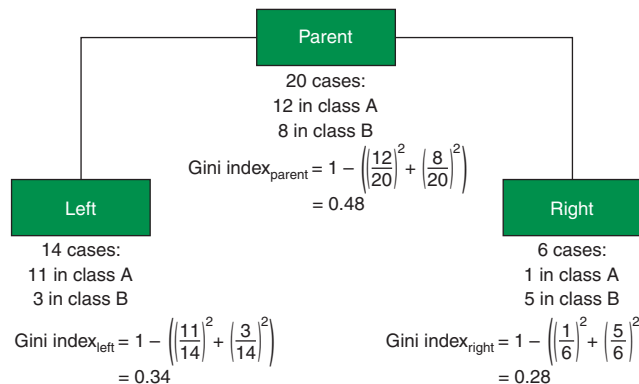 Parent
20 cases:
12 in class A
8 in class B
Gini index_parent = 1 − ((12/20)² + (8/20)²)
= 0.48
Left
14 cases:
11 in class A
3 in class B
Gini index_left = 1 − ((11/14)² + (3/14)²)
= 0.34
Right
6 cases:
1 in class A
5 in class B
Gini index_right = 1 − ((1/6)² + (5/6)²
= 0.28